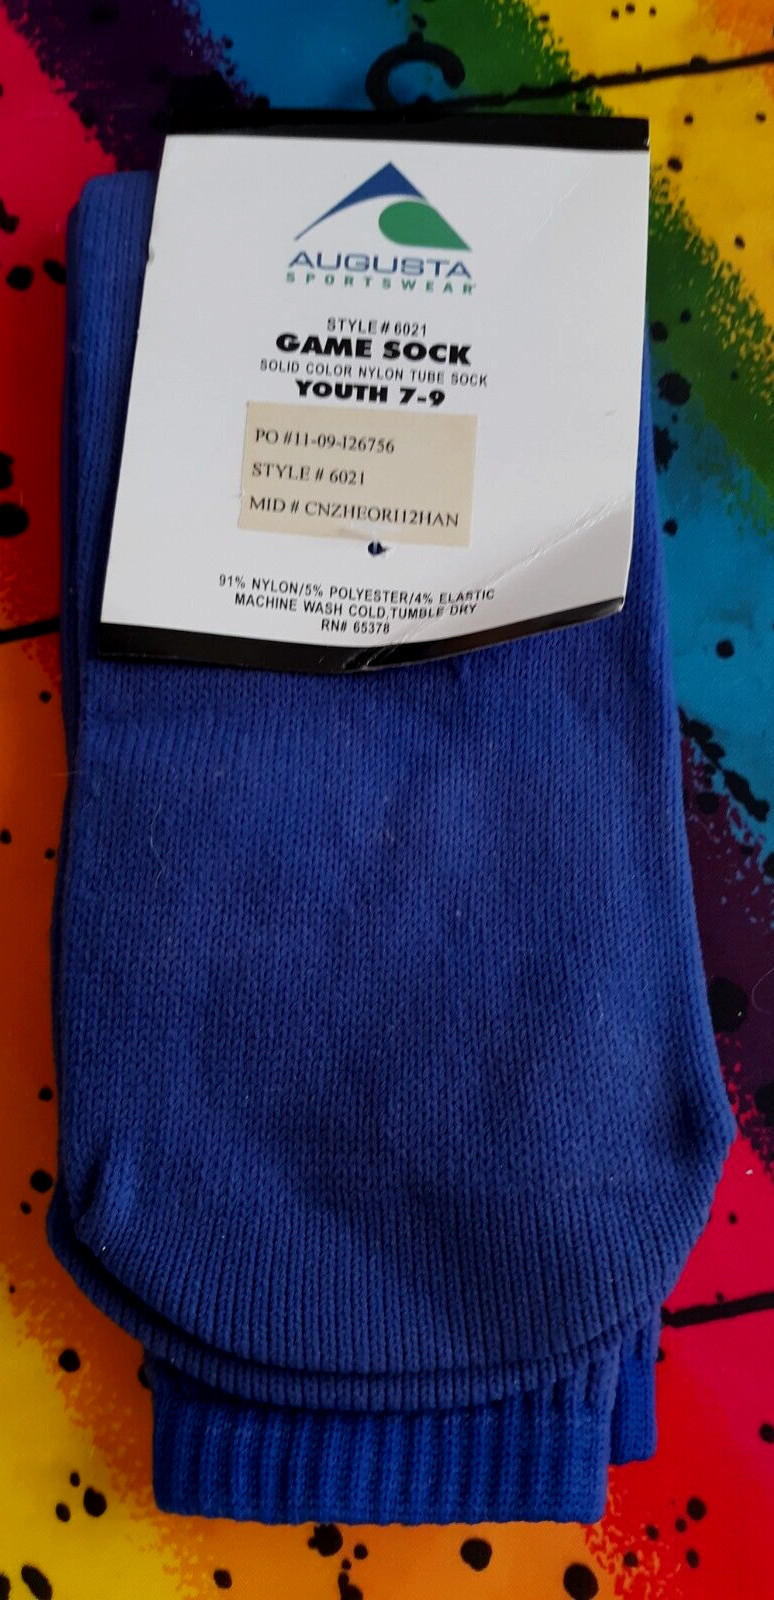 AUGUSTA
SPORTSWEAR
STYLE# 6021
GAME SOCK
SOLID COLOR NYLON TUBE SOCK
YOUTH 7-9
PO #11-09-I26756
STYLE # 6021
MID # CNZHEORI12HAN
91% NYLON/5% POLYESTER/4% ELASTIC
MACHINE WASH COLD,TUMBLE DRY
RN# 65378